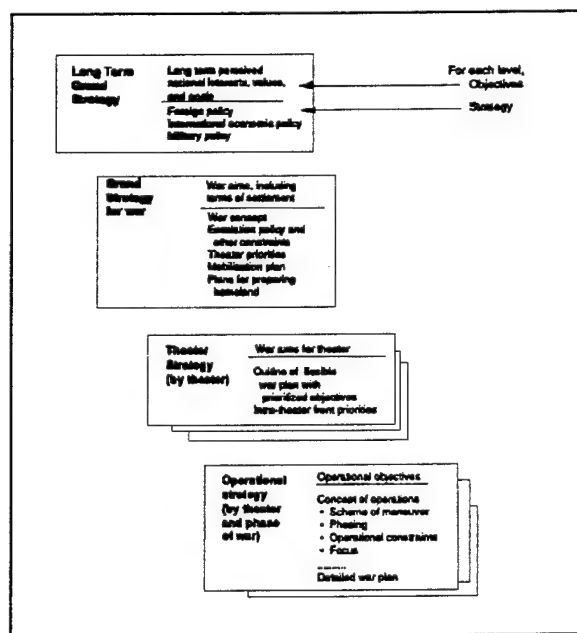 Long Term
Grand
Strategy
Long term perceived
national interests, values,
and goals
Foreign policy
International economic policy
Military policy
For each level,
Objectives
Strategy
Grand
Strategy
for war
War aims, including
terms of settlement
War concept
Escalation policy and
other constraints
Theater priorities
Mobilization plan
Plans for preparing
homeland
Theater
Strategy
(by theater)
War aims for theater
Outline of flexible
war plan with
prioritized objectives
Intra-theater front priorities
Operational
strategy
(by theater
and phase
of war)
Operational objectives
Concept of operations
• Scheme of maneuver
• Phasing
• Operational constraints
• Focus
Detailed war plan